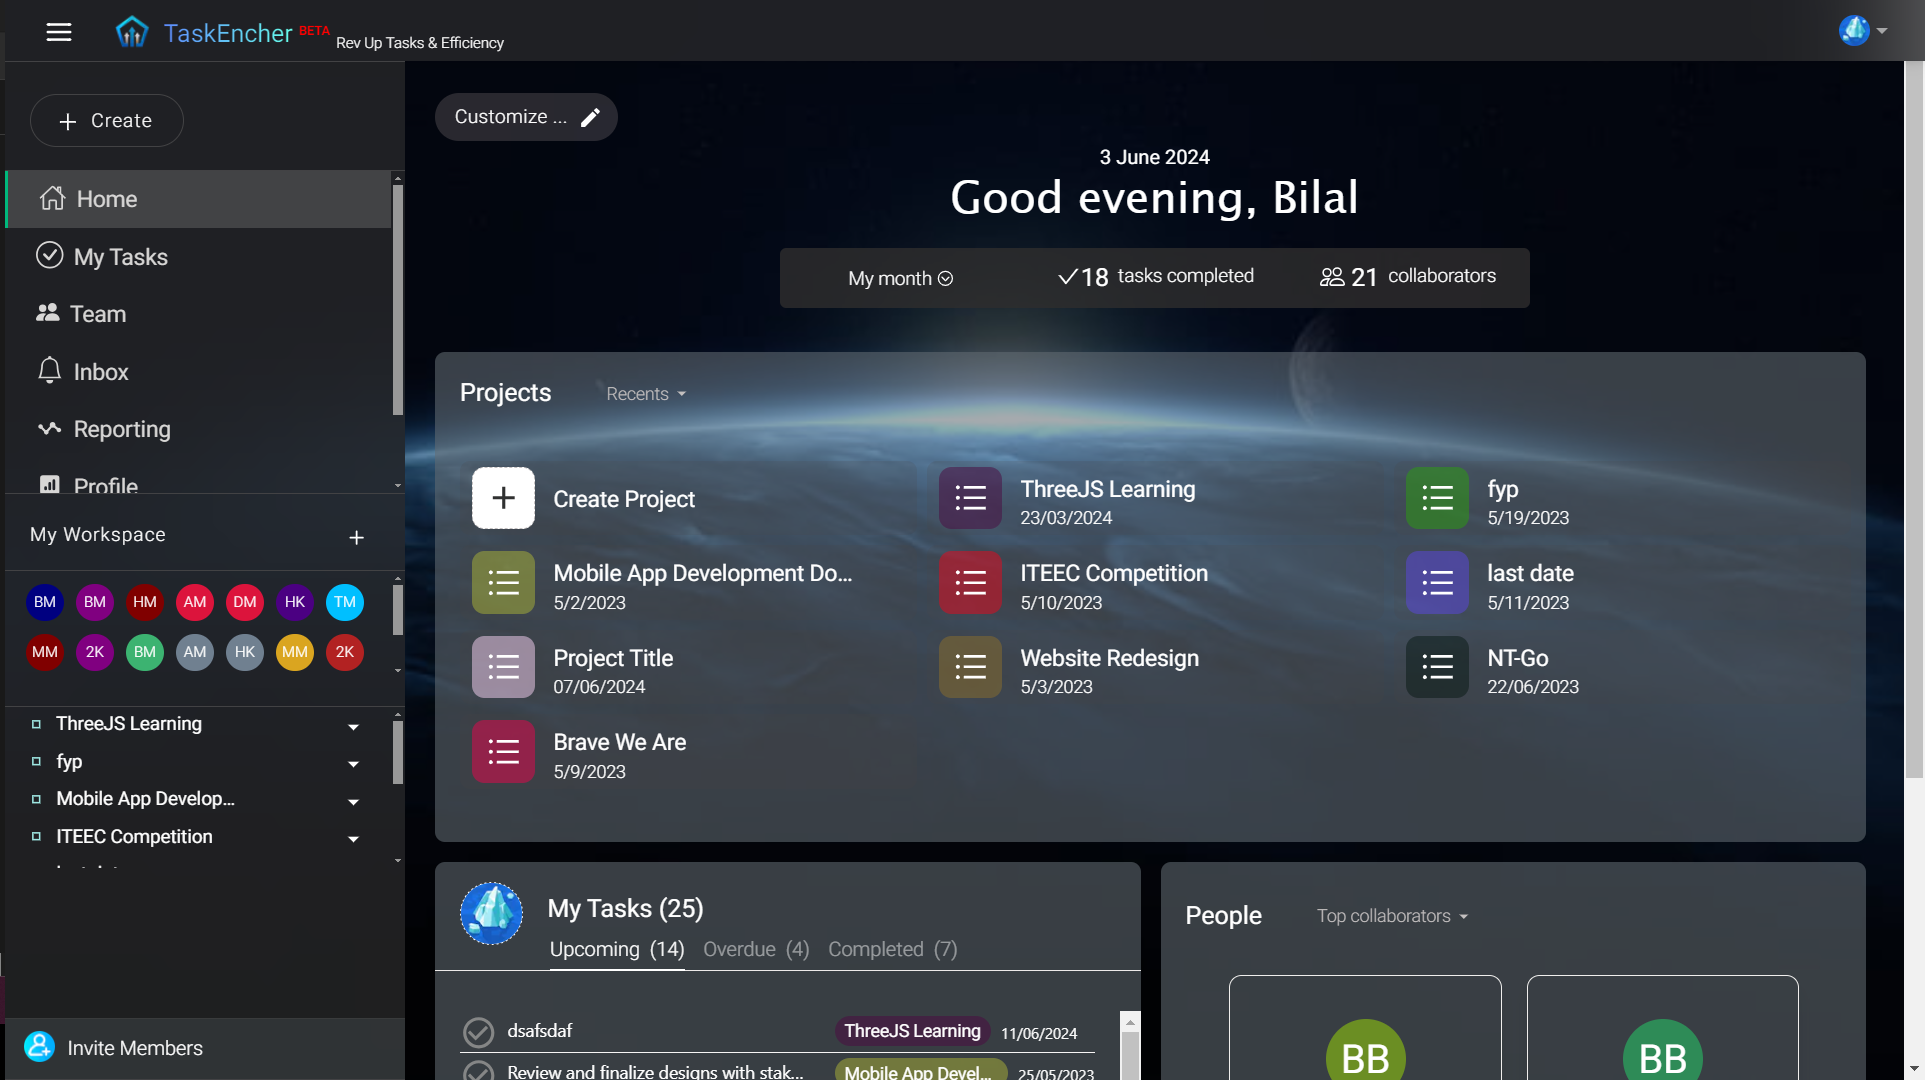 TaskEncher BETA Rev Up Tasks & Efficiency
Create
Home
My Tasks
Team
Inbox
Reporting
Profile
My Workspace
BM BM HM AM DM HK TM
MM 2K BM AM HK MM 2K
ThreeJS Learning
fyp
Mobile App Develop...
ITEEC Competition
Invite Members
Customize ...
3 June 2024
Good evening, Bilal
My month 18 tasks completed 21 collaborators
Projects Recents
Create Project
ThreeJS Learning
23/03/2024
fyp
5/19/2023
Mobile App Development Do...
5/2/2023
ITEEC Competition
5/10/2023
last date
5/11/2023
Project Title
07/06/2024
Website Redesign
5/3/2023
NT-Go
22/06/2023
Brave We Are
5/9/2023
My Tasks (25)
Upcoming (14) Overdue (4) Completed (7)
dsafsdaf ThreeJS Learning 11/06/2024
Review and finalize designs with stak... Mobile App Devel... 25/05/2023
People Top collaborators
BB BB